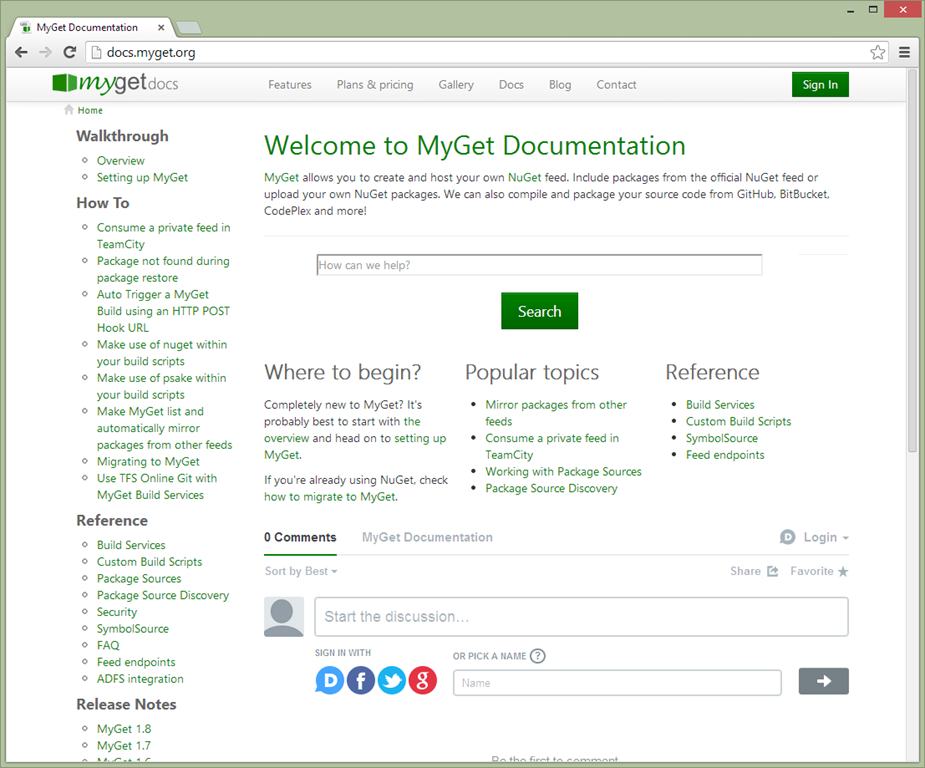 MyGet Documentation
docs.myget.org
mygetdocs
Features
Plans & pricing
Gallery
Docs
Blog
Contact
Sign In
Home
Walkthrough
Overview
Setting up MyGet
How To
Consume a private feed in
TeamCity
Package not found during
package restore
Auto Trigger a MyGet
Build using an HTTP POST
Hook URL
Make use of nuget within
your build scripts
Make use of psake within
your build scripts
Make MyGet list and
automatically mirror
packages from other feeds
Migrating to MyGet
Use TFS Online Git with
MyGet Build Services
Reference
Build Services
Custom Build Scripts
Package Sources
Package Source Discovery
Security
SymbolSource
FAQ
Feed endpoints
ADFS integration
Release Notes
MyGet 1.8
MyGet 1.7
MyGet 1.6
Welcome to MyGet Documentation
MyGet allows you to create and host your own NuGet feed. Include packages from the official NuGet feed or
upload your own NuGet packages. We can also compile and package your source code from GitHub, BitBucket,
CodePlex and more!
How can we help?
Search
Where to begin?
Completely new to MyGet? It's
probably best to start with the
overview and head on to setting up
MyGet.
If you're already using NuGet, check
how to migrate to MyGet.
Popular topics
Mirror packages from other
feeds
Consume a private feed in
TeamCity
Working with Package Sources
Package Source Discovery
Reference
Build Services
Custom Build Scripts
SymbolSource
Feed endpoints
0 Comments
MyGet Documentation
Login
Sort by Best
Share
Favorite
Start the discussion…
SIGN IN WITH
OR PICK A NAME ?
Name
Be the first to comment.